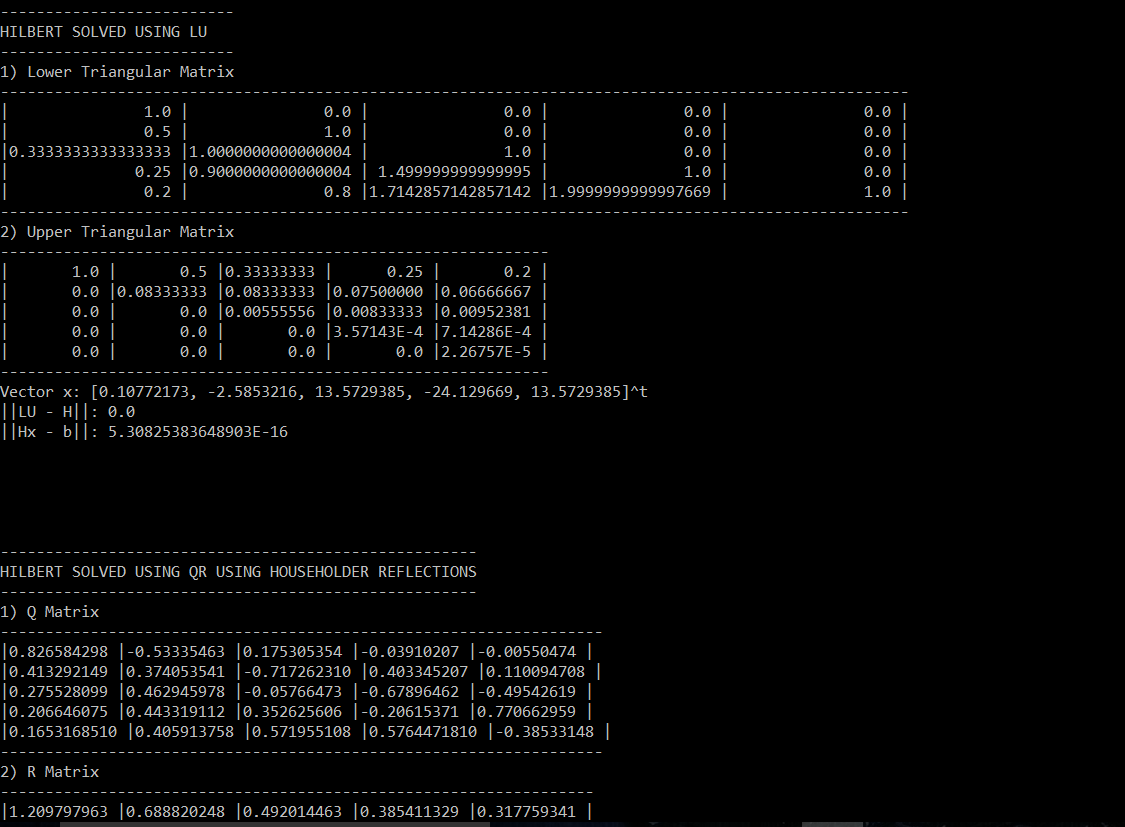 --------------------------
HILBERT SOLVED USING LU
--------------------------
1) Lower Triangular Matrix
-----------------------------------------------------------------------------------------------------
|               1.0 |               0.0 |               0.0 |               0.0 |               0.0 |
|               0.5 |               1.0 |               0.0 |               0.0 |               0.0 |
|0.3333333333333333 |1.0000000000000004 |               1.0 |               0.0 |               0.0 |
|              0.25 |0.9000000000000004 | 1.499999999999995 |               1.0 |               0.0 |
|               0.2 |               0.8 |1.7142857142857142 |1.9999999999997669 |               1.0 |
-----------------------------------------------------------------------------------------------------
2) Upper Triangular Matrix
-------------------------------------------------------------
|       1.0 |       0.5 |0.33333333 |      0.25 |       0.2 |
|       0.0 |0.08333333 |0.08333333 |0.07500000 |0.06666667 |
|       0.0 |       0.0 |0.00555556 |0.00833333 |0.00952381 |
|       0.0 |       0.0 |       0.0 |3.57143E-4 |7.14286E-4 |
|       0.0 |       0.0 |       0.0 |       0.0 |2.26757E-5 |
-------------------------------------------------------------
Vector x: [0.10772173, -2.5853216, 13.5729385, -24.129669, 13.5729385]^t
||LU - H||: 0.0
||Hx - b||: 5.30825383648903E-16
-----------------------------------------------------
HILBERT SOLVED USING QR USING HOUSEHOLDER REFLECTIONS
-----------------------------------------------------
1) Q Matrix
-------------------------------------------------------------------
|0.826584298 |-0.53335463 |0.175305354 |-0.03910207 |-0.00550474 |
|0.413292149 |0.374053541 |-0.717262310 |0.403345207 |0.110094708 |
|0.275528099 |0.462945978 |-0.05766473 |-0.67896462 |-0.49542619 |
|0.206646075 |0.443319112 |0.352625606 |-0.20615371 |0.770662959 |
|0.1653168510 |0.405913758 |0.571955108 |0.5764471810 |-0.38533148 |
-------------------------------------------------------------------
2) R Matrix
------------------------------------------------------------------
|1.209797963 |0.688820248 |0.492014463 |0.385411329 |0.317759341 |